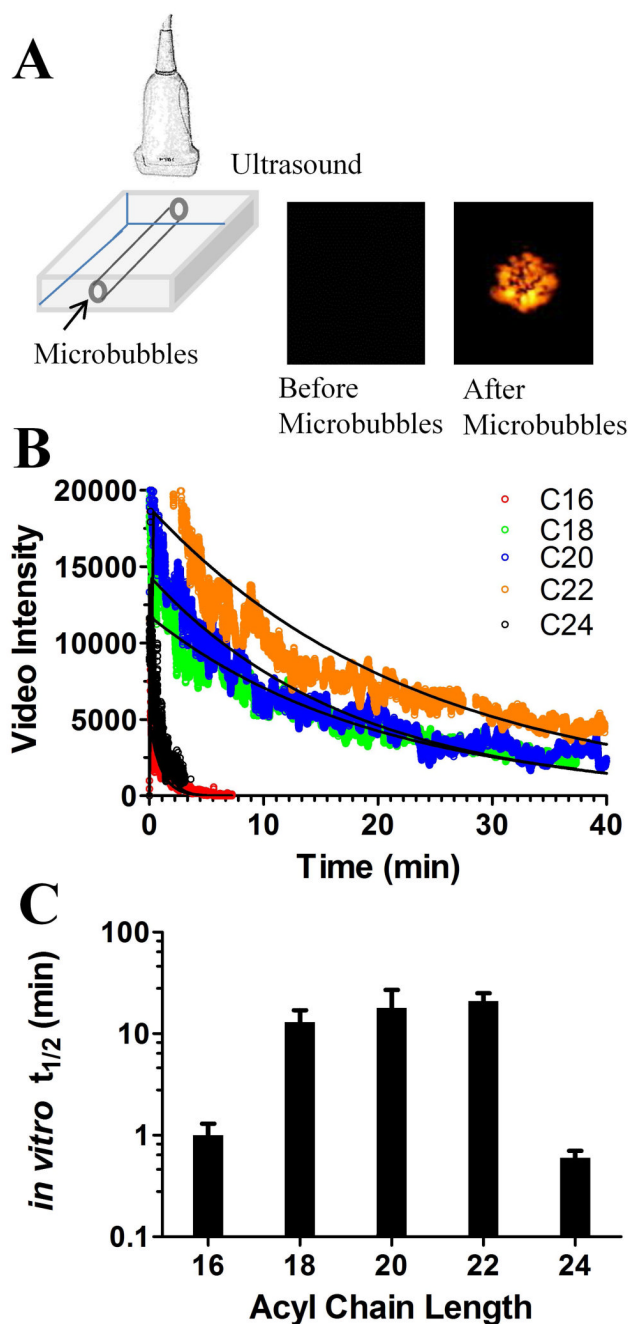 A
Ultrasound
Microbubbles
Before
Microbubbles
After
Microbubbles
B
20000
15000
10000
5000
0
Video Intensity
C16
C18
C20
C22
C24
0
10
20
30
40
Time (min)
C
100
10
1
0.1
in vitro t1/2 (min)
16
18
20
22
24
Acyl Chain Length